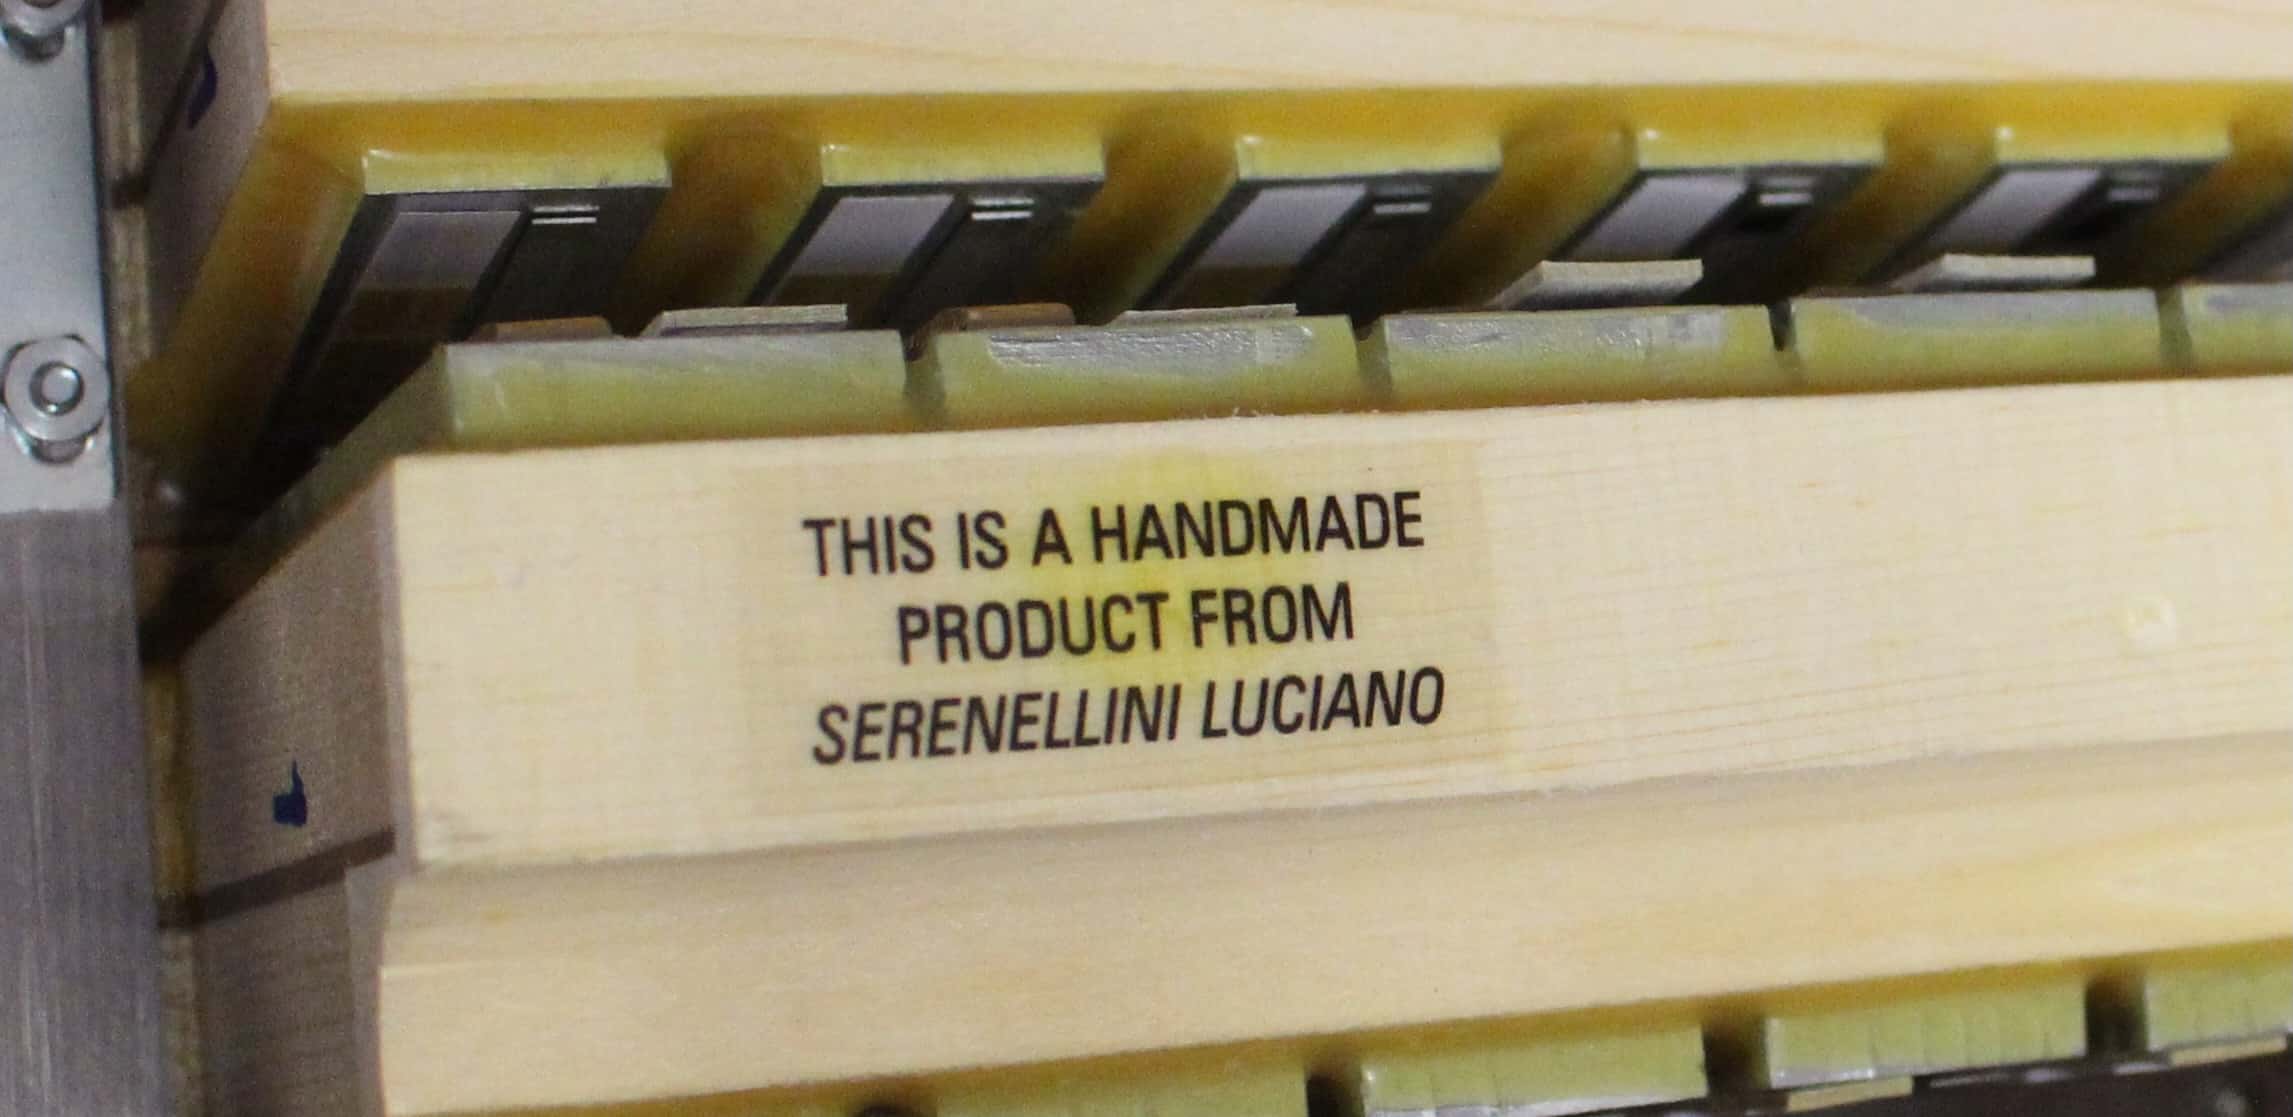 THIS IS A HANDMADE
PRODUCT FROM
SERENELLINI LUCIANO